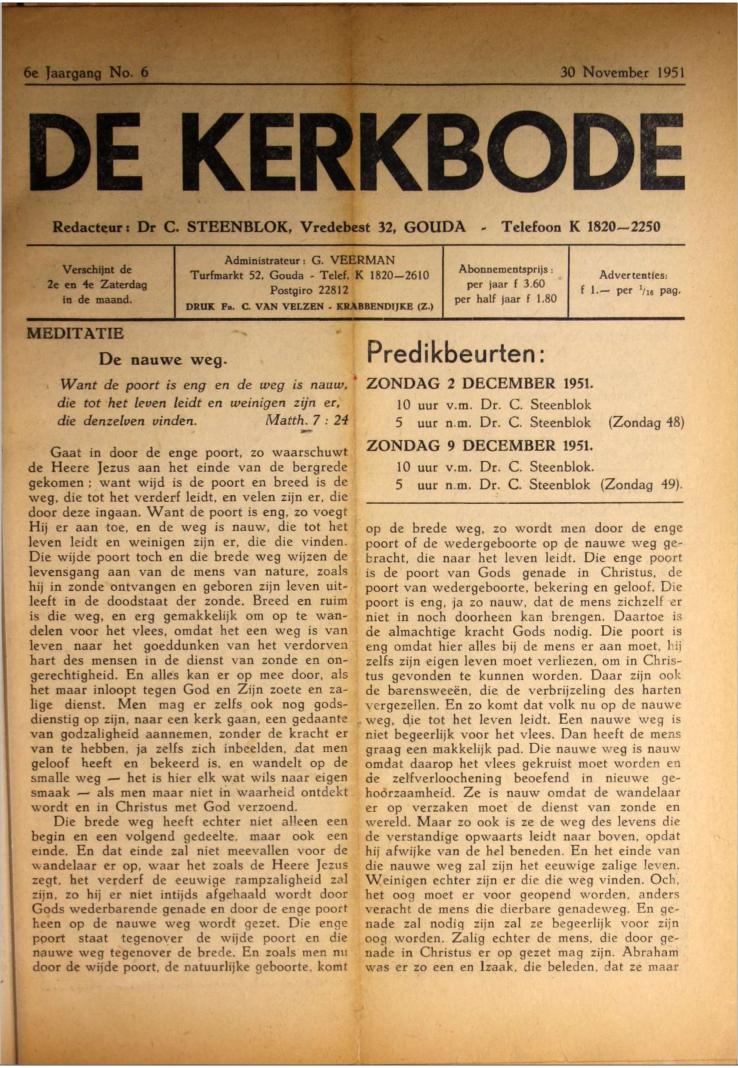 6e Jaargang No. 6
30 November 1951
DE KERKBODE
Redacteur: Dr C. STEENBLOK, Vredebest 32, GOUDA - Telefoon K 1820—2250
Verschijnt de
2e en 4e Zaterdag
in de maand.
Administrateur: G. VEERMAN
Turfmarkt 52, Gouda - Telef. K 1820—2610
Postgiro 22812
DRUK Fa. C. VAN VELZEN - KRABBENDIJKE (Z.)
Abonnementsprijs:
per jaar f 3.60
per half jaar f 1.80
Advertenties:
f 1.— per 1/16 pag.
MEDITATIE
De nauwe weg.
Want de poort is eng en de weg is nauw,
die tot het leven leidt en weinigen zijn er,
die denzelven vinden. Matth. 7 : 24
Gaat in door de enge poort, zo waarschuwt
de Heere Jezus aan het einde van de bergrede
gekomen; want wijd is de poort en breed is de
weg, die tot het verderf leidt, en velen zijn er, die
door deze ingaan. Want de poort is eng, zo voegt
Hij er aan toe, en de weg is nauw, die tot het
leven leidt en weinigen zijn er, die die vinden.
Die wijde poort toch en die brede weg wijzen de
levensgang aan van de mens van nature, zoals
hij in zonde ontvangen en geboren zijn leven uit-
leeft in de doodstaat der zonde. Breed en ruim
is die weg, en erg gemakkelijk om op te wan-
delen voor het vlees, omdat het een weg is van
leven naar het goeddunken van het verdorven
hart des mensen in de dienst van zonde en on-
gerechtigheid. En alles kan er op mee door, als
het maar inloopt tegen God en Zijn zoete en za-
lige dienst. Men mag er zelfs ook nog gods-
dienstig op zijn, naar een kerk gaan, een gedaante
van godzaligheid aannemen, zonder de kracht er
van te hebben, ja zelfs zich inbeelden, dat men
geloof heeft en bekeerd is, en wandelt op de
smalle weg — het is hier elk wat wils naar eigen
smaak — als men maar niet in waarheid ontdekt
wordt en in Christus met God verzoend.
Die brede weg heeft echter niet alleen een
begin en een volgend gedeelte, maar ook een
einde. En dat einde zal niet meevallen voor de
wandelaar er op, waar het zoals de Heere Jezus
zegt, het verderf de eeuwige rampzaligheid zal
zijn, zo hij er niet intijds afgehaald wordt door
Gods wederbarende genade en door de enge poort
heen op de nauwe weg wordt gezet. Die enge
poort staat tegenover de wijde poort en die
nauwe weg tegenover de brede. En zoals men nu
door de wijde poort, de natuurlijke geboorte, komt
Predikbeurten:
ZONDAG 2 DECEMBER 1951.
10 uur v.m. Dr. C. Steenblok
5 uur n.m. Dr. C. Steenblok (Zondag 48)
ZONDAG 9 DECEMBER 1951.
10 uur v.m. Dr. C. Steenblok.
5 uur n.m. Dr. C. Steenblok (Zondag 49).
op de brede weg, zo wordt men door de enge
poort of de wedergeboorte op de nauwe weg ge-
bracht, die naar het leven leidt. Die enge poort
is de poort van Gods genade in Christus, de
poort van wedergeboorte, bekering en geloof. Die
poort is eng, ja zo nauw, dat de mens zichzelf er
niet in noch doorheen kan brengen. Daartoe is
de almachtige kracht Gods nodig. Die poort is
eng omdat hier alles bij de mens er aan moet, hij
zelfs zijn eigen leven moet verliezen, om in Chris-
tus gevonden te kunnen worden. Daar zijn ook
de barensweeën, die de verbrijzeling des harten
vergezellen. En zo komt dat volk nu op de nauwe
weg, die tot het leven leidt. Een nauwe weg is
niet begeerlijk voor het vlees. Dan heeft de mens
graag een makkelijk pad. Die nauwe weg is nauw
omdat daarop het vlees gekruist moet worden en
de zelfverloochening beoefend in nieuwe ge-
hoorzaamheid. Ze is nauw omdat de wandelaar
er op verzaken moet de dienst van zonde en
wereld. Maar zo ook is ze de weg des levens die
de verstandige opwaarts leidt naar boven, opdat
hij afwijke van de hel beneden. En het einde van
die nauwe weg zal zijn het eeuwige zalige leven.
Weinigen echter zijn er die die weg vinden. Och,
het oog moet er voor geopend worden, anders
veracht de mens die dierbare genadeweg. En ge-
nade zal nodig zijn zal ze begeerlijk voor zijn
oog worden. Zalig echter de mens, die door ge-
nade in Christus er op gezet mag zijn. Abraham
was er zo een en Izaak, die beleden, dat ze maar